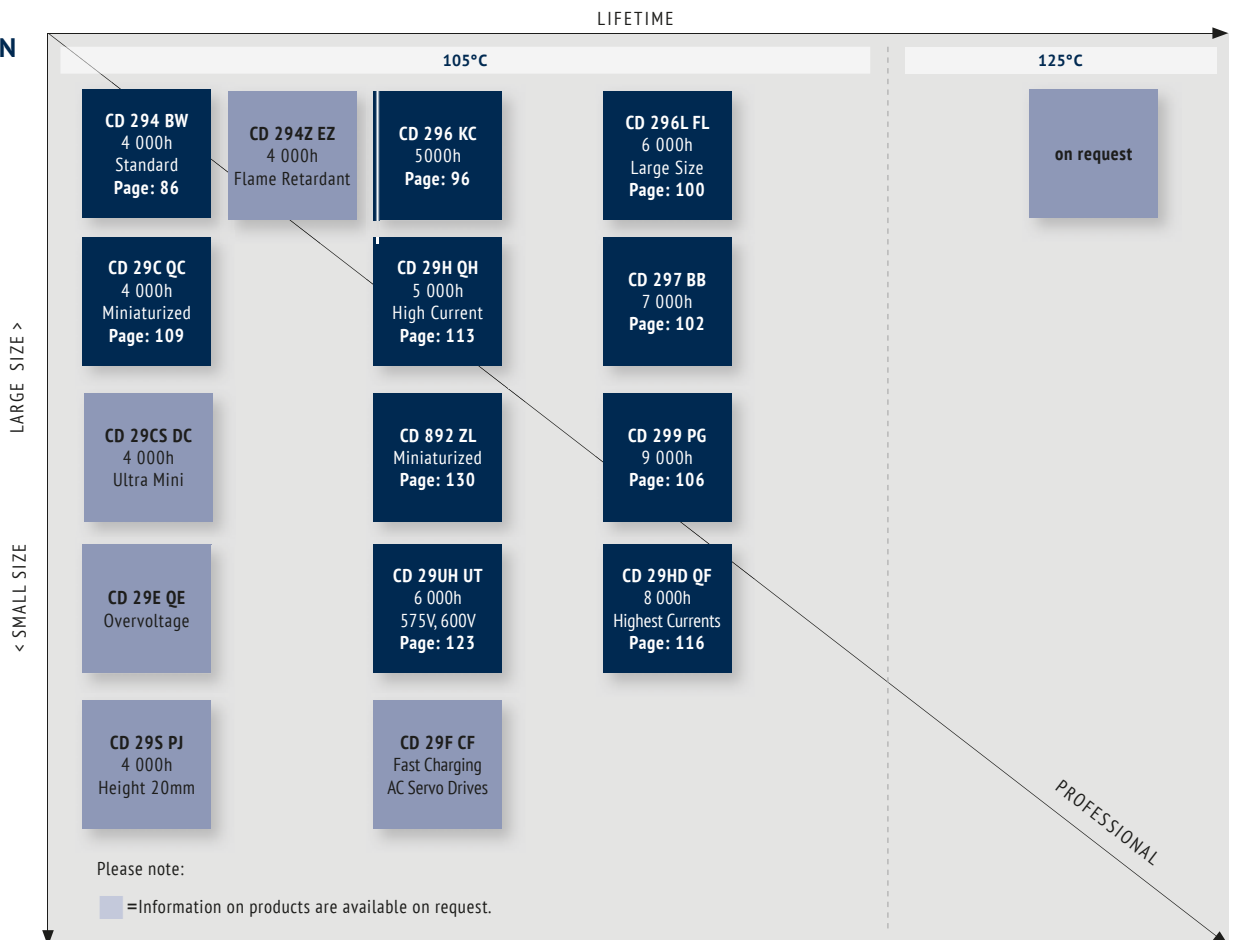 LIFETIME
N
105°C
125°C
CD 294 BW
4 000h
Standard
Page: 86
CD 294Z EZ
4 000h
Flame Retardant
CD 296 KC
5000h
Page: 96
CD 296L FL
6 000h
Large Size
Page: 100
on request
CD 29C QC
4 000h
Miniaturized
Page: 109
CD 29H QH
5 000h
High Current
Page: 113
CD 297 BB
7 000h
Page: 102
LARGE SIZE >
CD 29CS DC
4 000h
Ultra Mini
CD 892 ZL
Miniaturized
Page: 130
CD 299 PG
9 000h
Page: 106
< SMALL SIZE
CD 29E QE
Overvoltage
CD 29UH UT
6 000h
575V, 600V
Page: 123
CD 29HD QF
8 000h
Highest Currents
Page: 116
CD 29S PJ
4 000h
Height 20mm
CD 29F CF
Fast Charging
AC Servo Drives
PROFESSIONAL
Please note:
=Information on products are available on request.